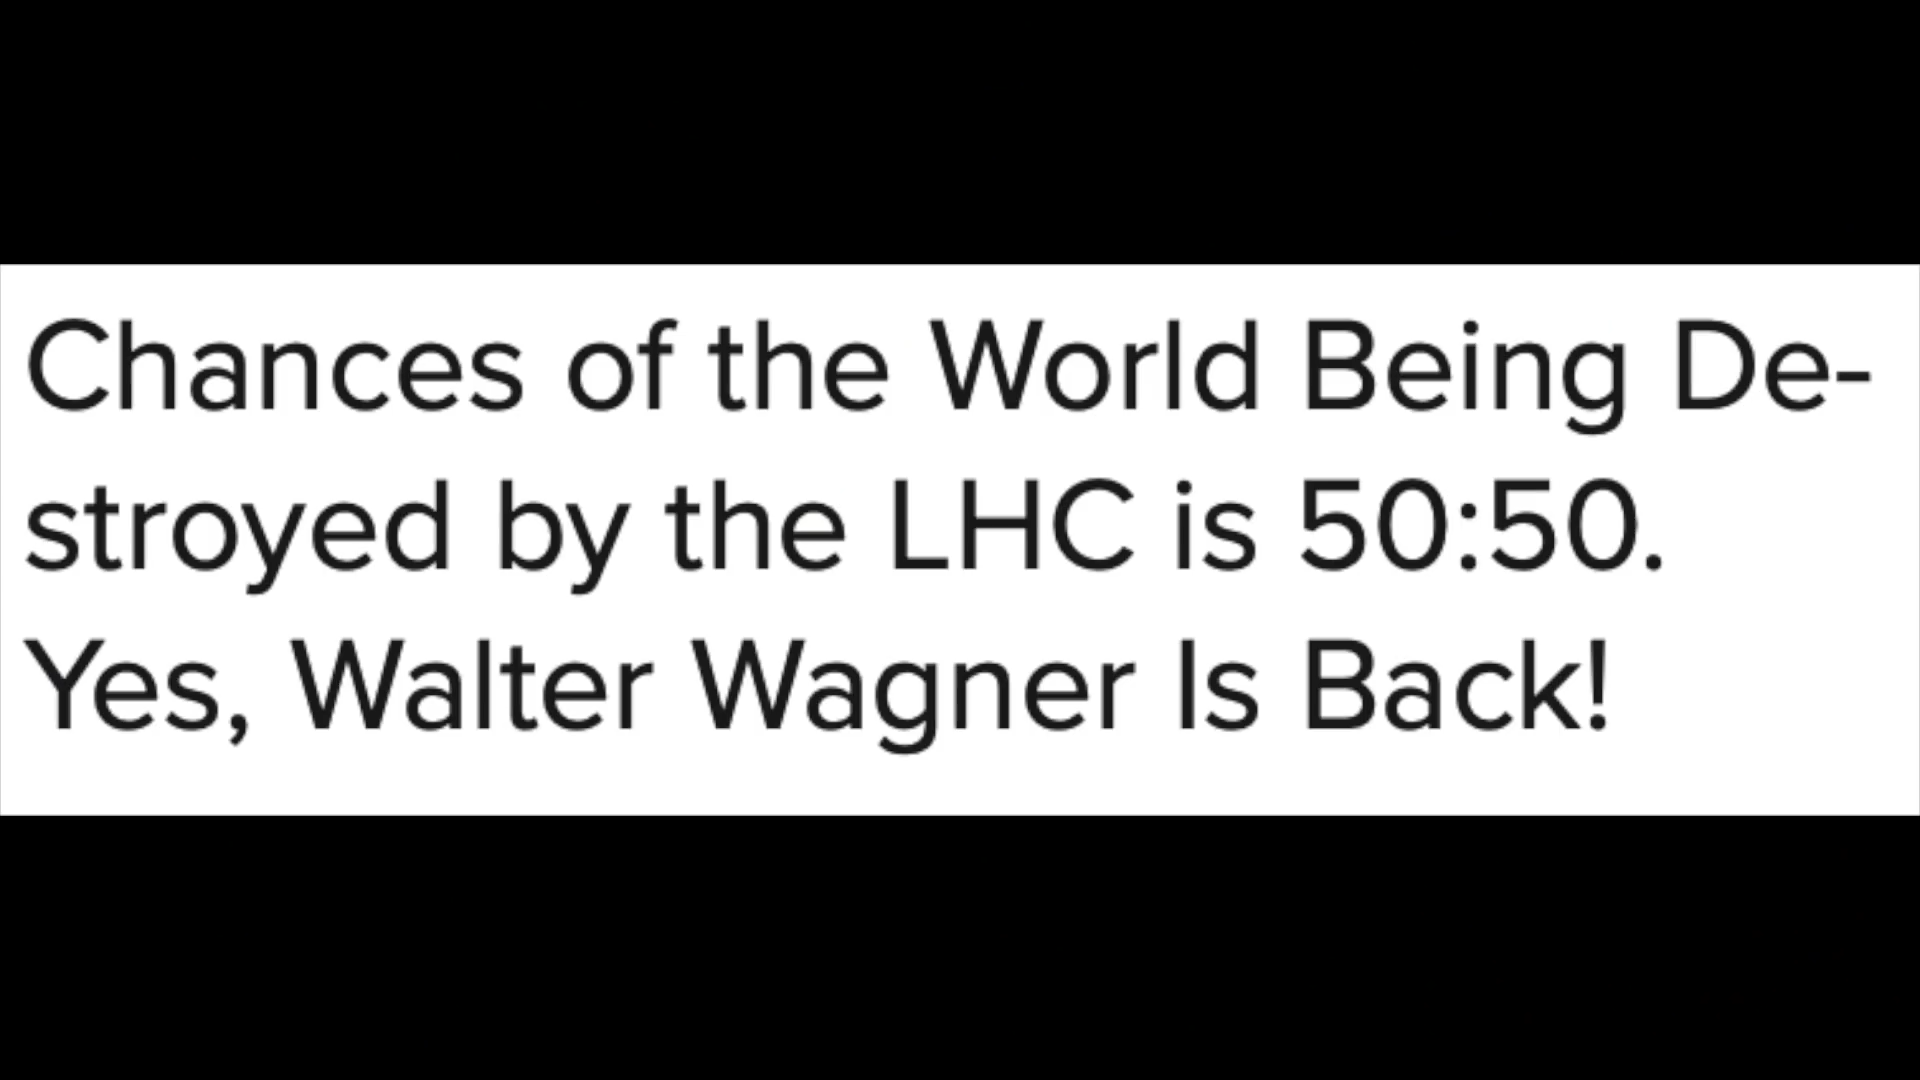 Chances of the World Being De-
stroyed by the LHC is 50:50.
Yes, Walter Wagner Is Back!